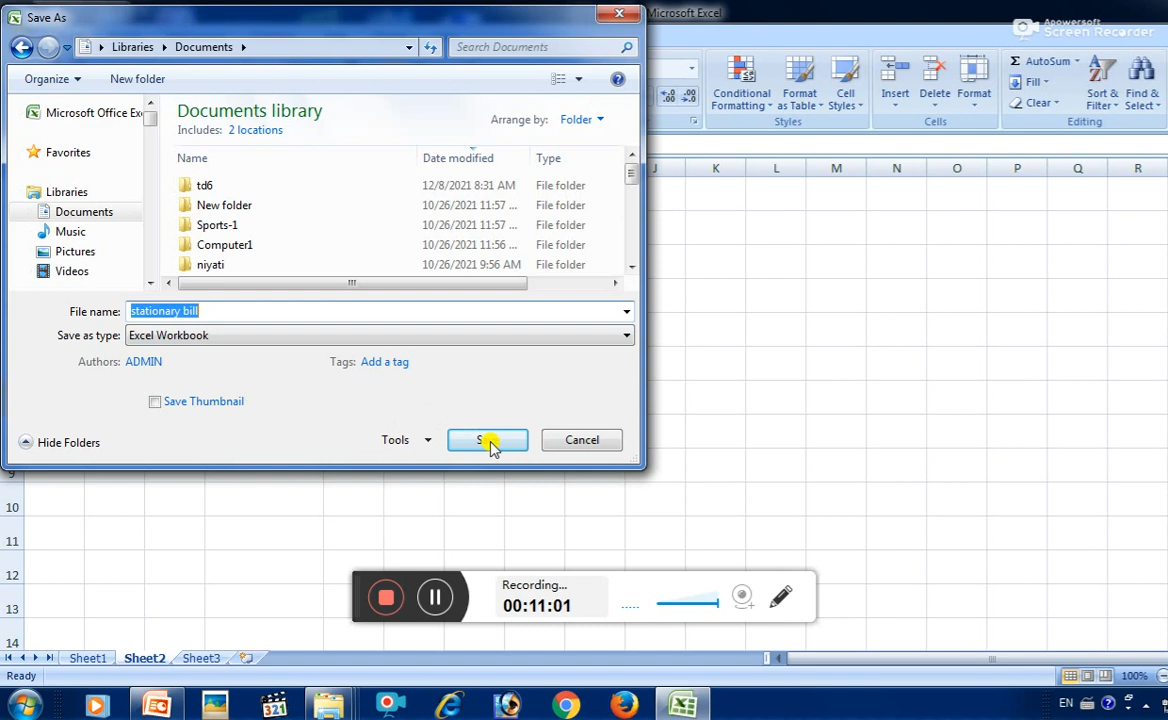 Save As
Microsoft Excel
Apowersoft
Screen Recorder
Libraries Documents
Search Documents
Organize New folder
Microsoft Office Ex
Favorites
Libraries
Documents
Music
Pictures
Videos
Documents library
Includes: 2 locations
Arrange by: Folder
Name Date modified Type
td6 12/8/2021 8:31 AM File folder
New folder 10/26/2021 11:57 ... File folder
Sports-1 10/26/2021 11:57 ... File folder
Computer1 10/26/2021 11:56 ... File folder
niyati 10/26/2021 9:56 AM File folder
File name: stationary bill
Save as type: Excel Workbook
Authors: ADMIN Tags: Add a tag
Save Thumbnail
Hide Folders Tools Cancel
Conditional Formatting
Format as Table
Cell Styles
Styles
Insert Delete Format
Cells
Σ AutoSum
Fill
Clear
Sort & Filter
Find & Select
Editing
J K L M N O P Q R
9
10
11
12
13
14
Recording...
00:11:01
Sheet1 Sheet2 Sheet3
Ready
100%
321
EN